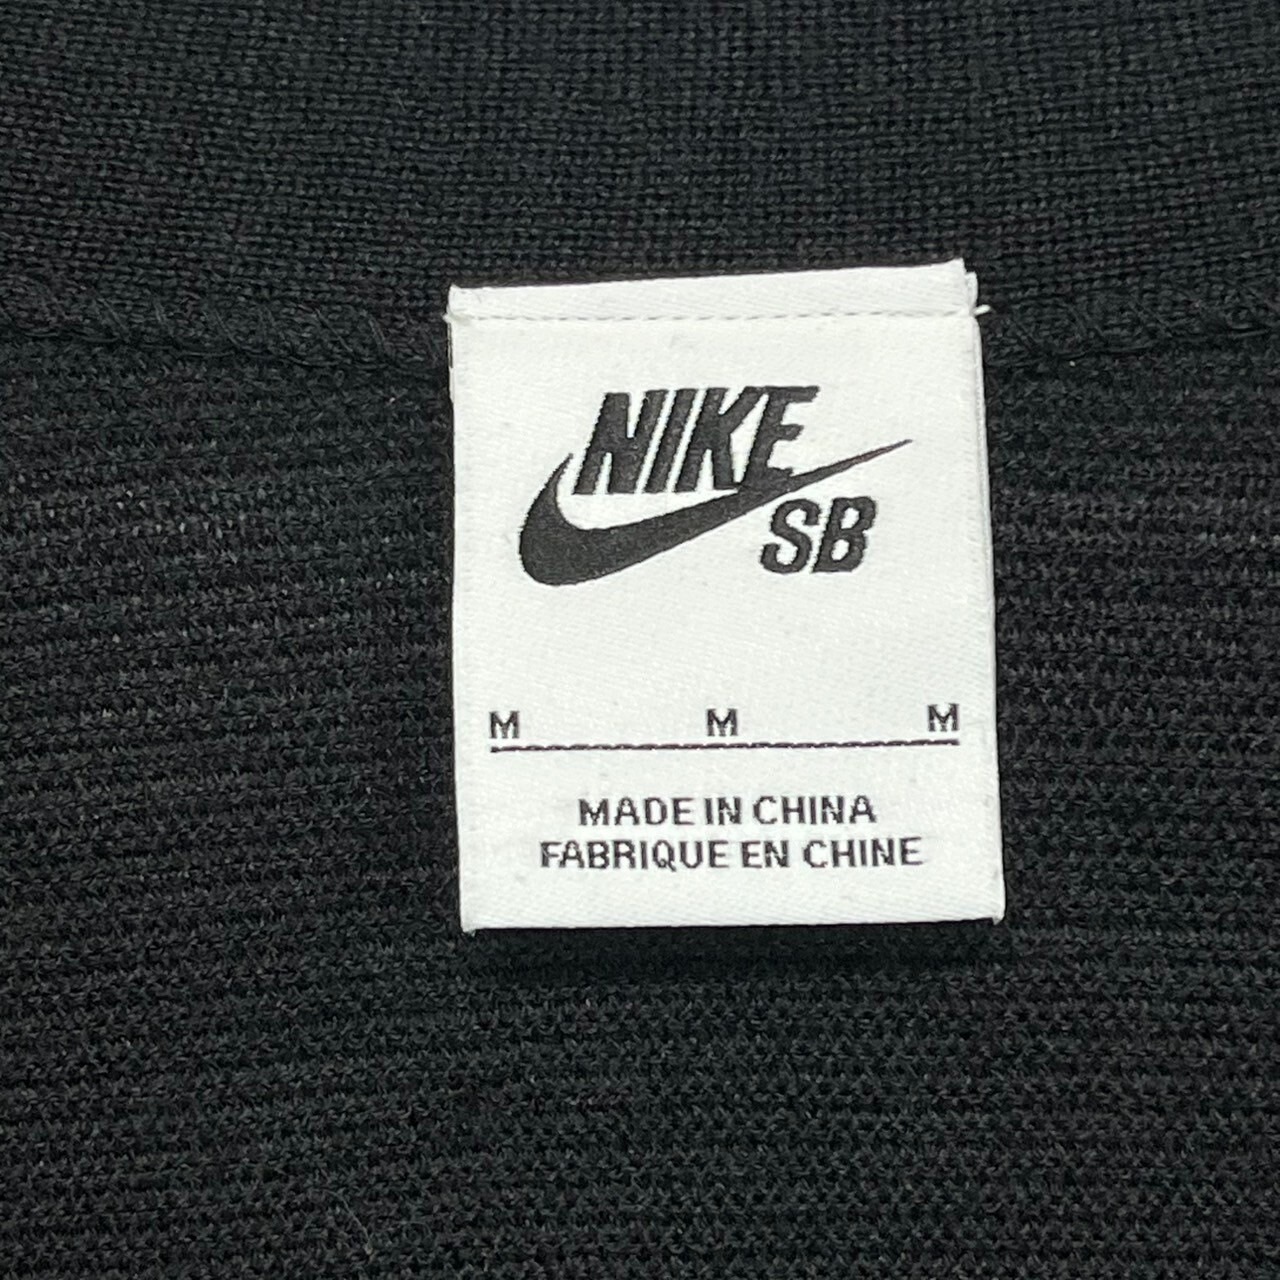 NIKE
SB
M M M
MADE IN CHINA
FABRIQUE EN CHINE